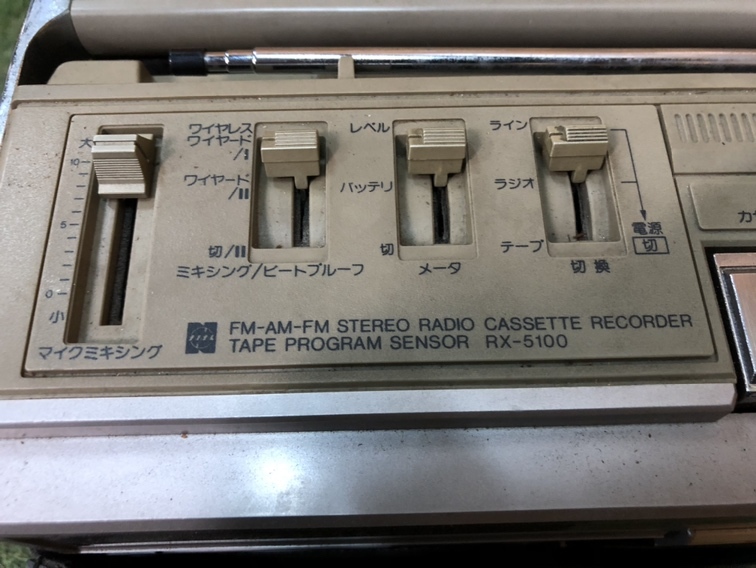 大
10
5
0
小
マイクミキシング
ワイヤレス
ワイヤード
/I
ワイヤード
/II
切/II
ミキシング/ビートプルーフ
レベル
バッテリ
切
メータ
ライン
ラジオ
テープ
切換
電源
切
FM-AM-FM STEREO RADIO CASSETTE RECORDER
TAPE PROGRAM SENSOR RX-5100